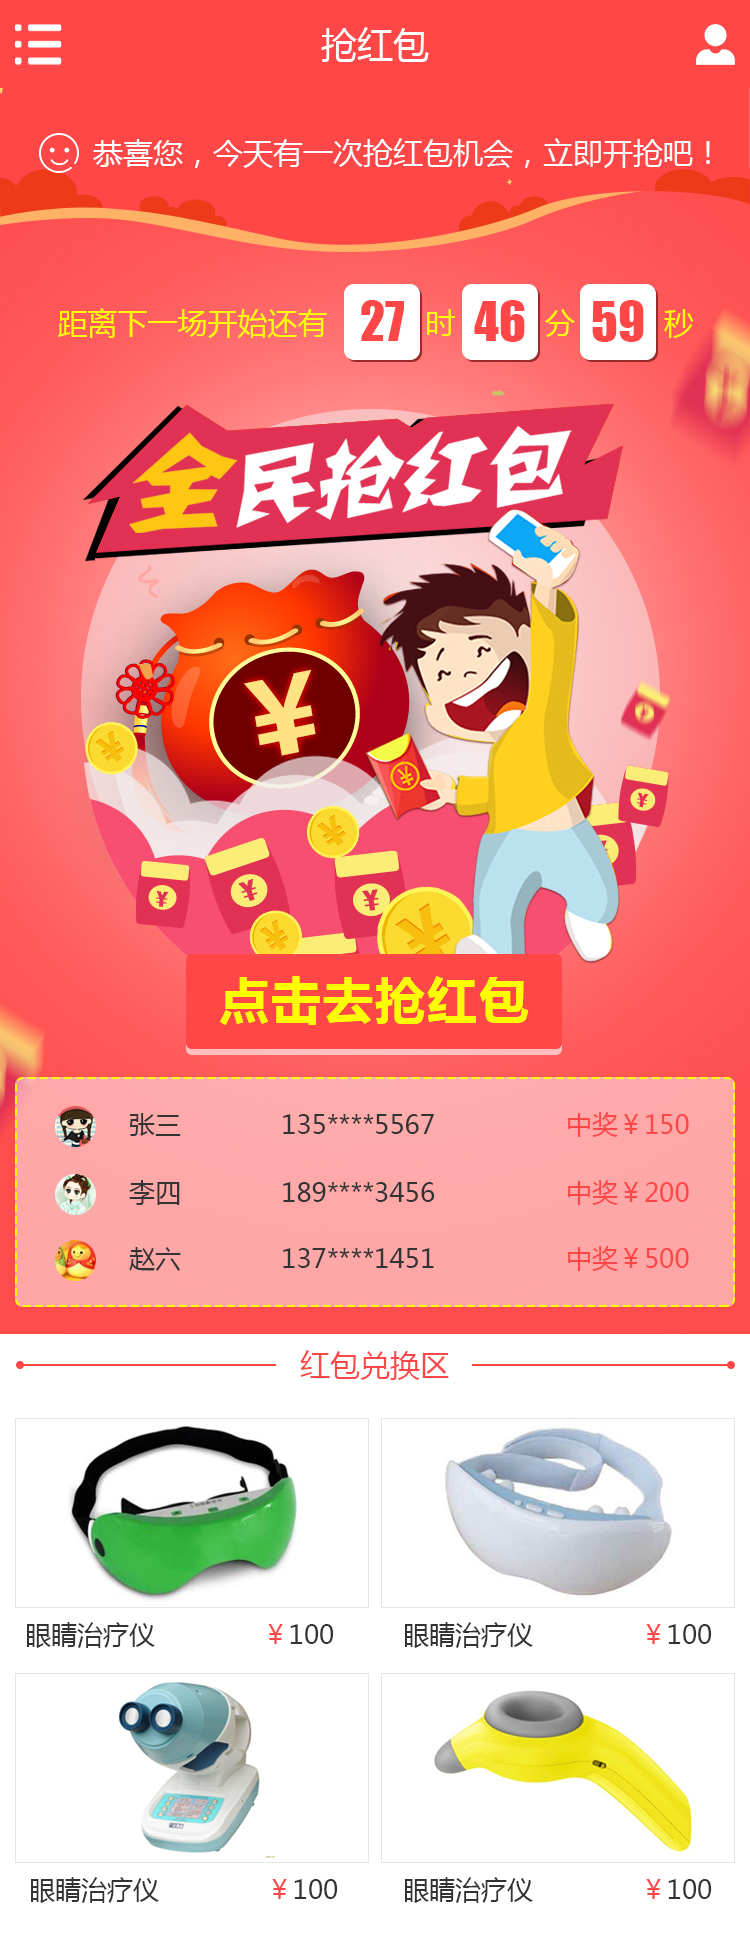 抢红包
恭喜您，今天有一次抢红包机会，立即开抢吧！
距离下一场开始还有 27 时 46 分 59 秒
全民抢红包
¥
¥
¥
¥
¥
¥
¥
¥
¥
¥
¥
¥
点击去抢红包
张三 135****5567 中奖¥150
李四 189****3456 中奖¥200
赵六 137****1451 中奖¥500
红包兑换区
眼睛治疗仪 ¥100 眼睛治疗仪 ¥100
眼睛治疗仪 ¥100 眼睛治疗仪 ¥100